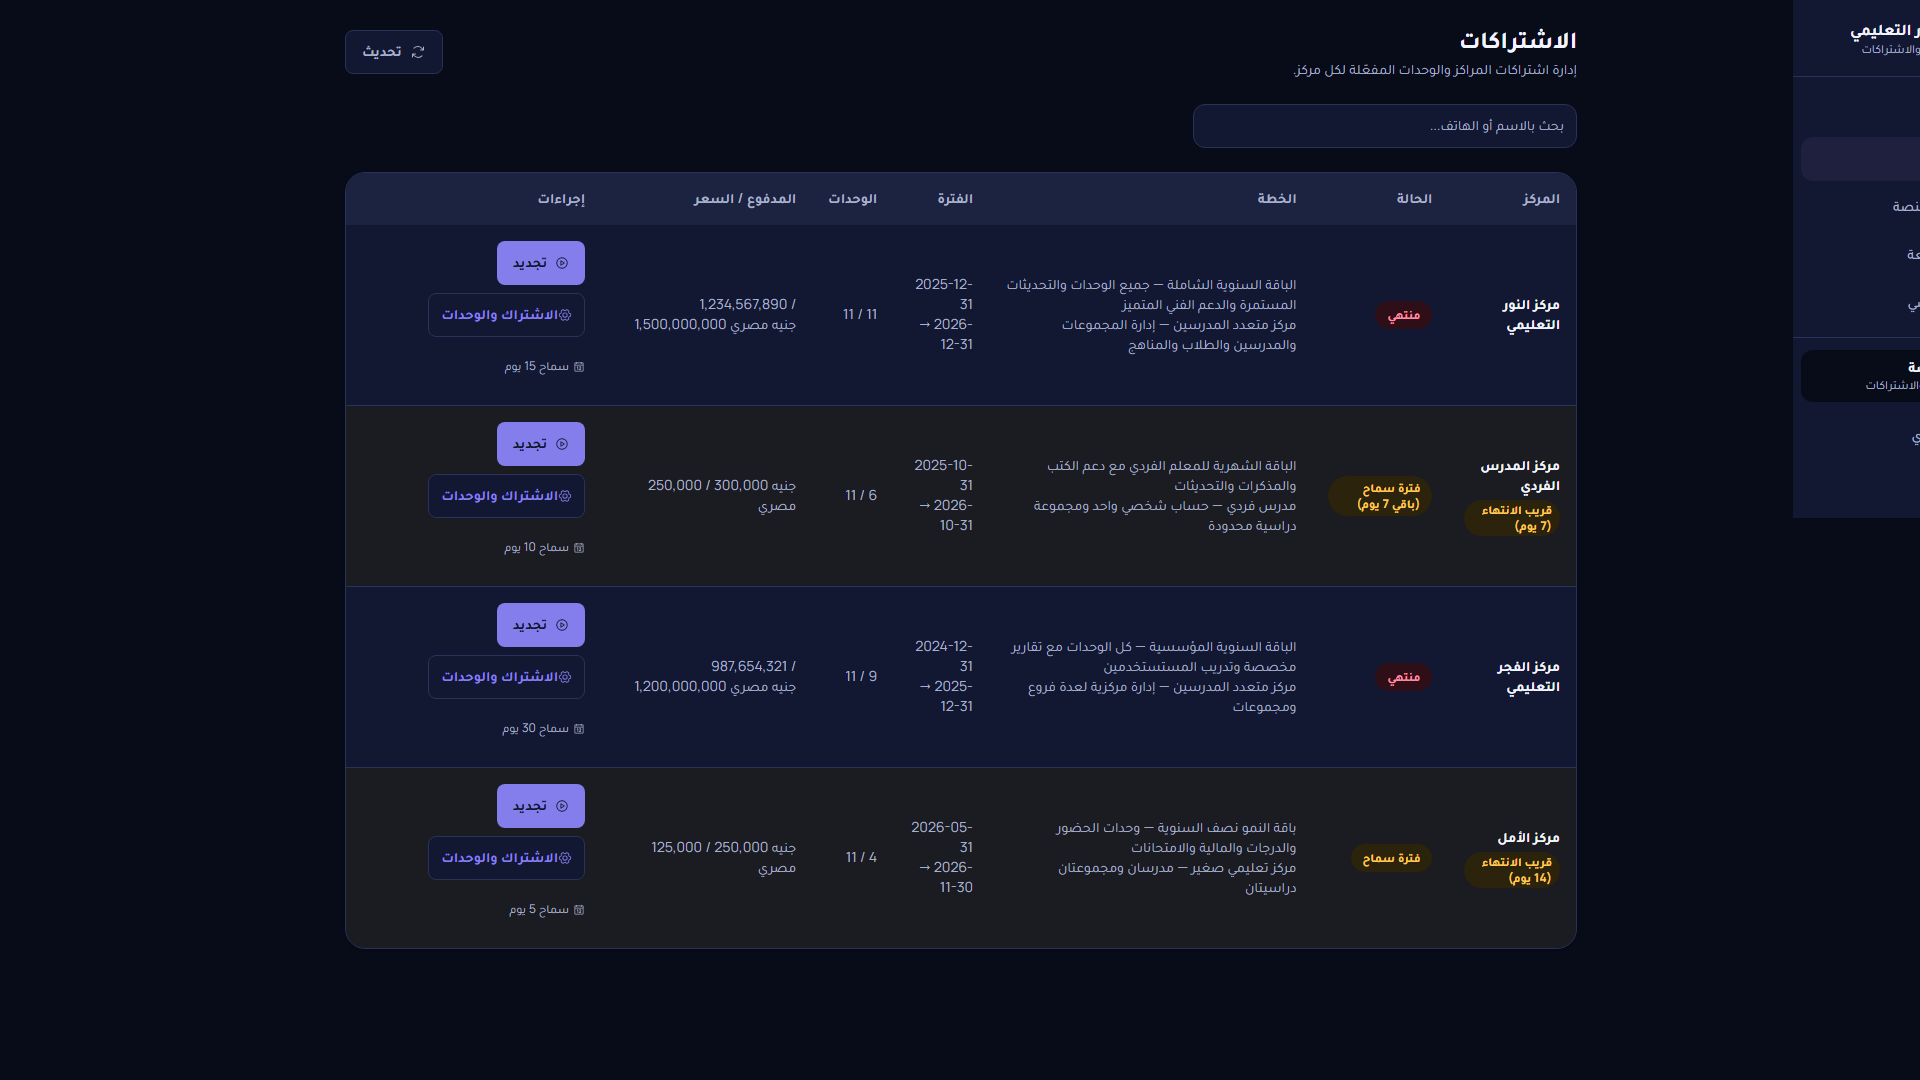 الاشتراكات
إدارة اشتراكات المراكز والوحدات المفعّلة لكل مركز.
تحديث
بحث بالاسم أو الهاتف...
المركز
الحالة
الخطة
الفترة
الوحدات
المدفوع / السعر
إجراءات
مركز النور
التعليمي
منتهي
الباقة السنوية الشاملة — جميع الوحدات والتحديثات
المستمرة والدعم الفني المتميز
مركز متعدد المدرسين — إدارة المجموعات
والمدرسين والطلاب والمناهج
2025-12-
31
→ 2026-
12-31
11 / 11
1,234,567,890 /
1,500,000,000 جنيه مصري
تجديد
الاشتراك والوحدات
سماح 15 يوم
مركز المدرس
الفردي
قريب الانتهاء
(7 يوم)
فترة سماح
(باقي 7 يوم)
الباقة الشهرية للمعلم الفردي مع دعم الكتب
والمذكرات والتحديثات
مدرس فردي — حساب شخصي واحد ومجموعة
دراسية محدودة
2025-10-
31
→ 2026-
10-31
11 / 6
250,000 / 300,000 جنيه
مصري
تجديد
الاشتراك والوحدات
سماح 10 يوم
مركز الفجر
التعليمي
منتهي
الباقة السنوية المؤسسية — كل الوحدات مع تقارير
مخصصة وتدريب المستستخدمين
مركز متعدد المدرسين — إدارة مركزية لعدة فروع
ومجموعات
2024-12-
31
→ 2025-
12-31
11 / 9
987,654,321 /
1,200,000,000 جنيه مصري
تجديد
الاشتراك والوحدات
سماح 30 يوم
مركز الأمل
قريب الانتهاء
(14 يوم)
فترة سماح
باقة النمو نصف السنوية — وحدات الحضور
والدرجات والمالية والامتحانات
مركز تعليمي صغير — مدرسان ومجموعتان
دراسيتان
2026-05-
31
→ 2026-
11-30
11 / 4
125,000 / 250,000 جنيه
مصري
تجديد
الاشتراك والوحدات
سماح 5 يوم
التعليمي
والاشتراكات
والاشتراكات